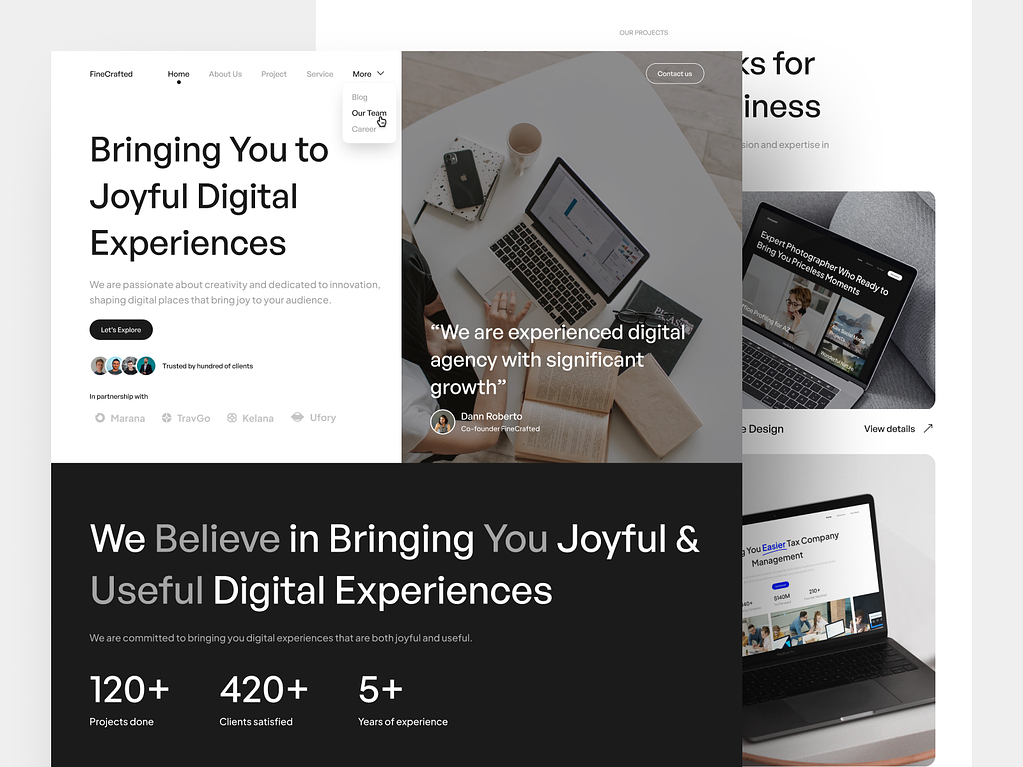 OUR PROJECTS
ks for
iness
sion and expertise in
FineCrafted
Home
About Us
Project
Service
More
Blog
Our Team
Career
Contact us
Bringing You to
Joyful Digital
Experiences
We are passionate about creativity and dedicated to innovation,
shaping digital places that bring joy to your audience.
Let's Explore
Trusted by hundred of clients
In partnership with
Marana
TravGo
Kelana
Ufory
“We are experienced digital
agency with significant
growth”
Dann Roberto
Co-founder FineCrafted
Expert Photographer Who Ready to
Bring You Priceless Moments
e Design
View details
We Believe in Bringing You Joyful &
Useful Digital Experiences
We are committed to bringing you digital experiences that are both joyful and useful.
120+
Projects done
420+
Clients satisfied
5+
Years of experience
g You Easier Tax Company
Management
$140M
210+